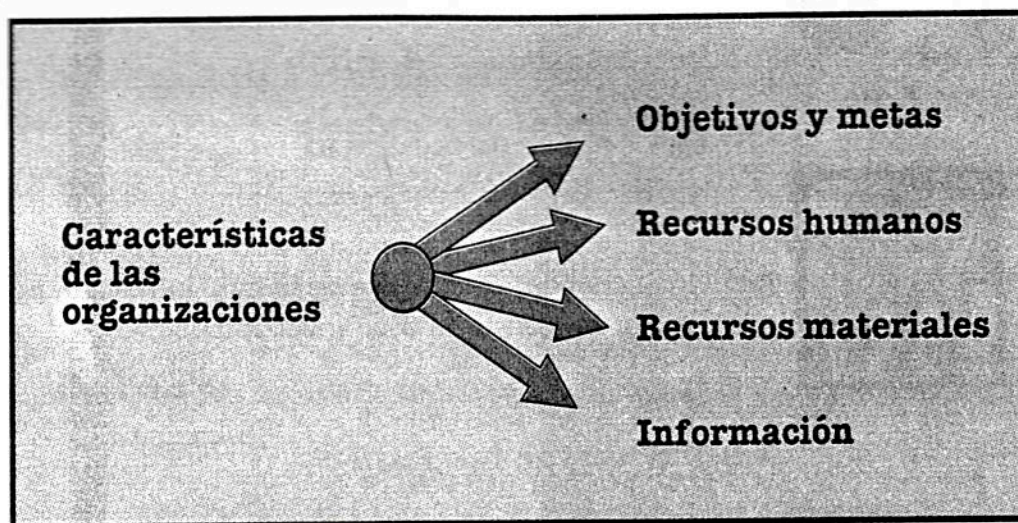 Características
de las
organizaciones
Objetivos y metas
Recursos humanos
Recursos materiales
Información